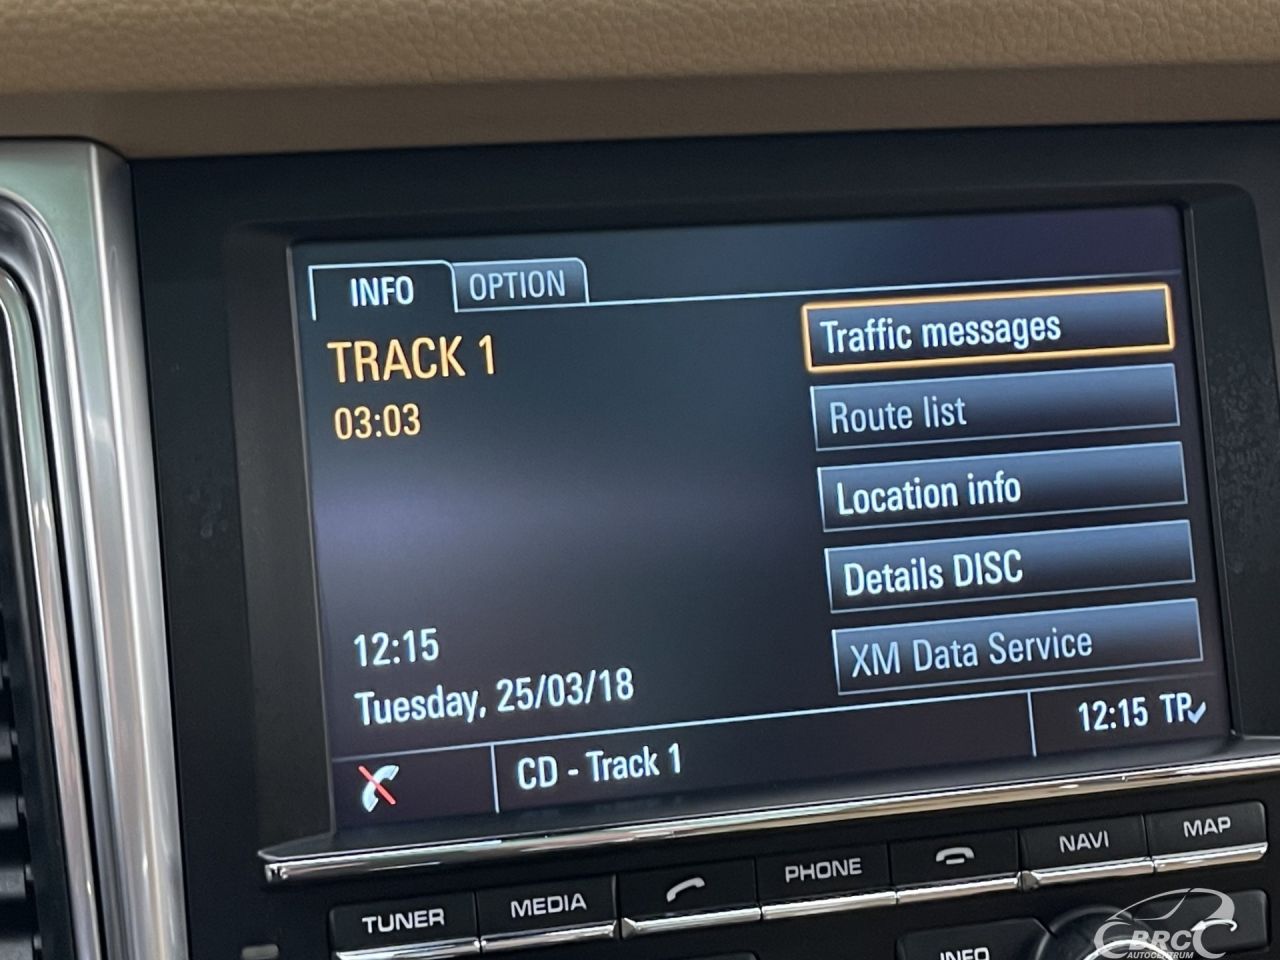 INFO OPTION
TRACK 1
03:03
Traffic messages
Route list
Location info
Details DISC
XM Data Service
12:15
Tuesday, 25/03/18
CD - Track 1
12:15 TP
TUNER MEDIA PHONE NAVI MAP
INFO
BRC
AUTOCENTRUM